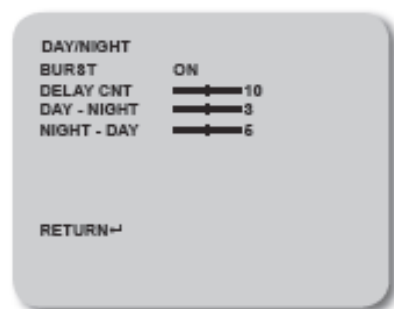 DAY/NIGHT
BURST ON
DELAY CNT 10
DAY - NIGHT 3
NIGHT - DAY 5
RETURN↵